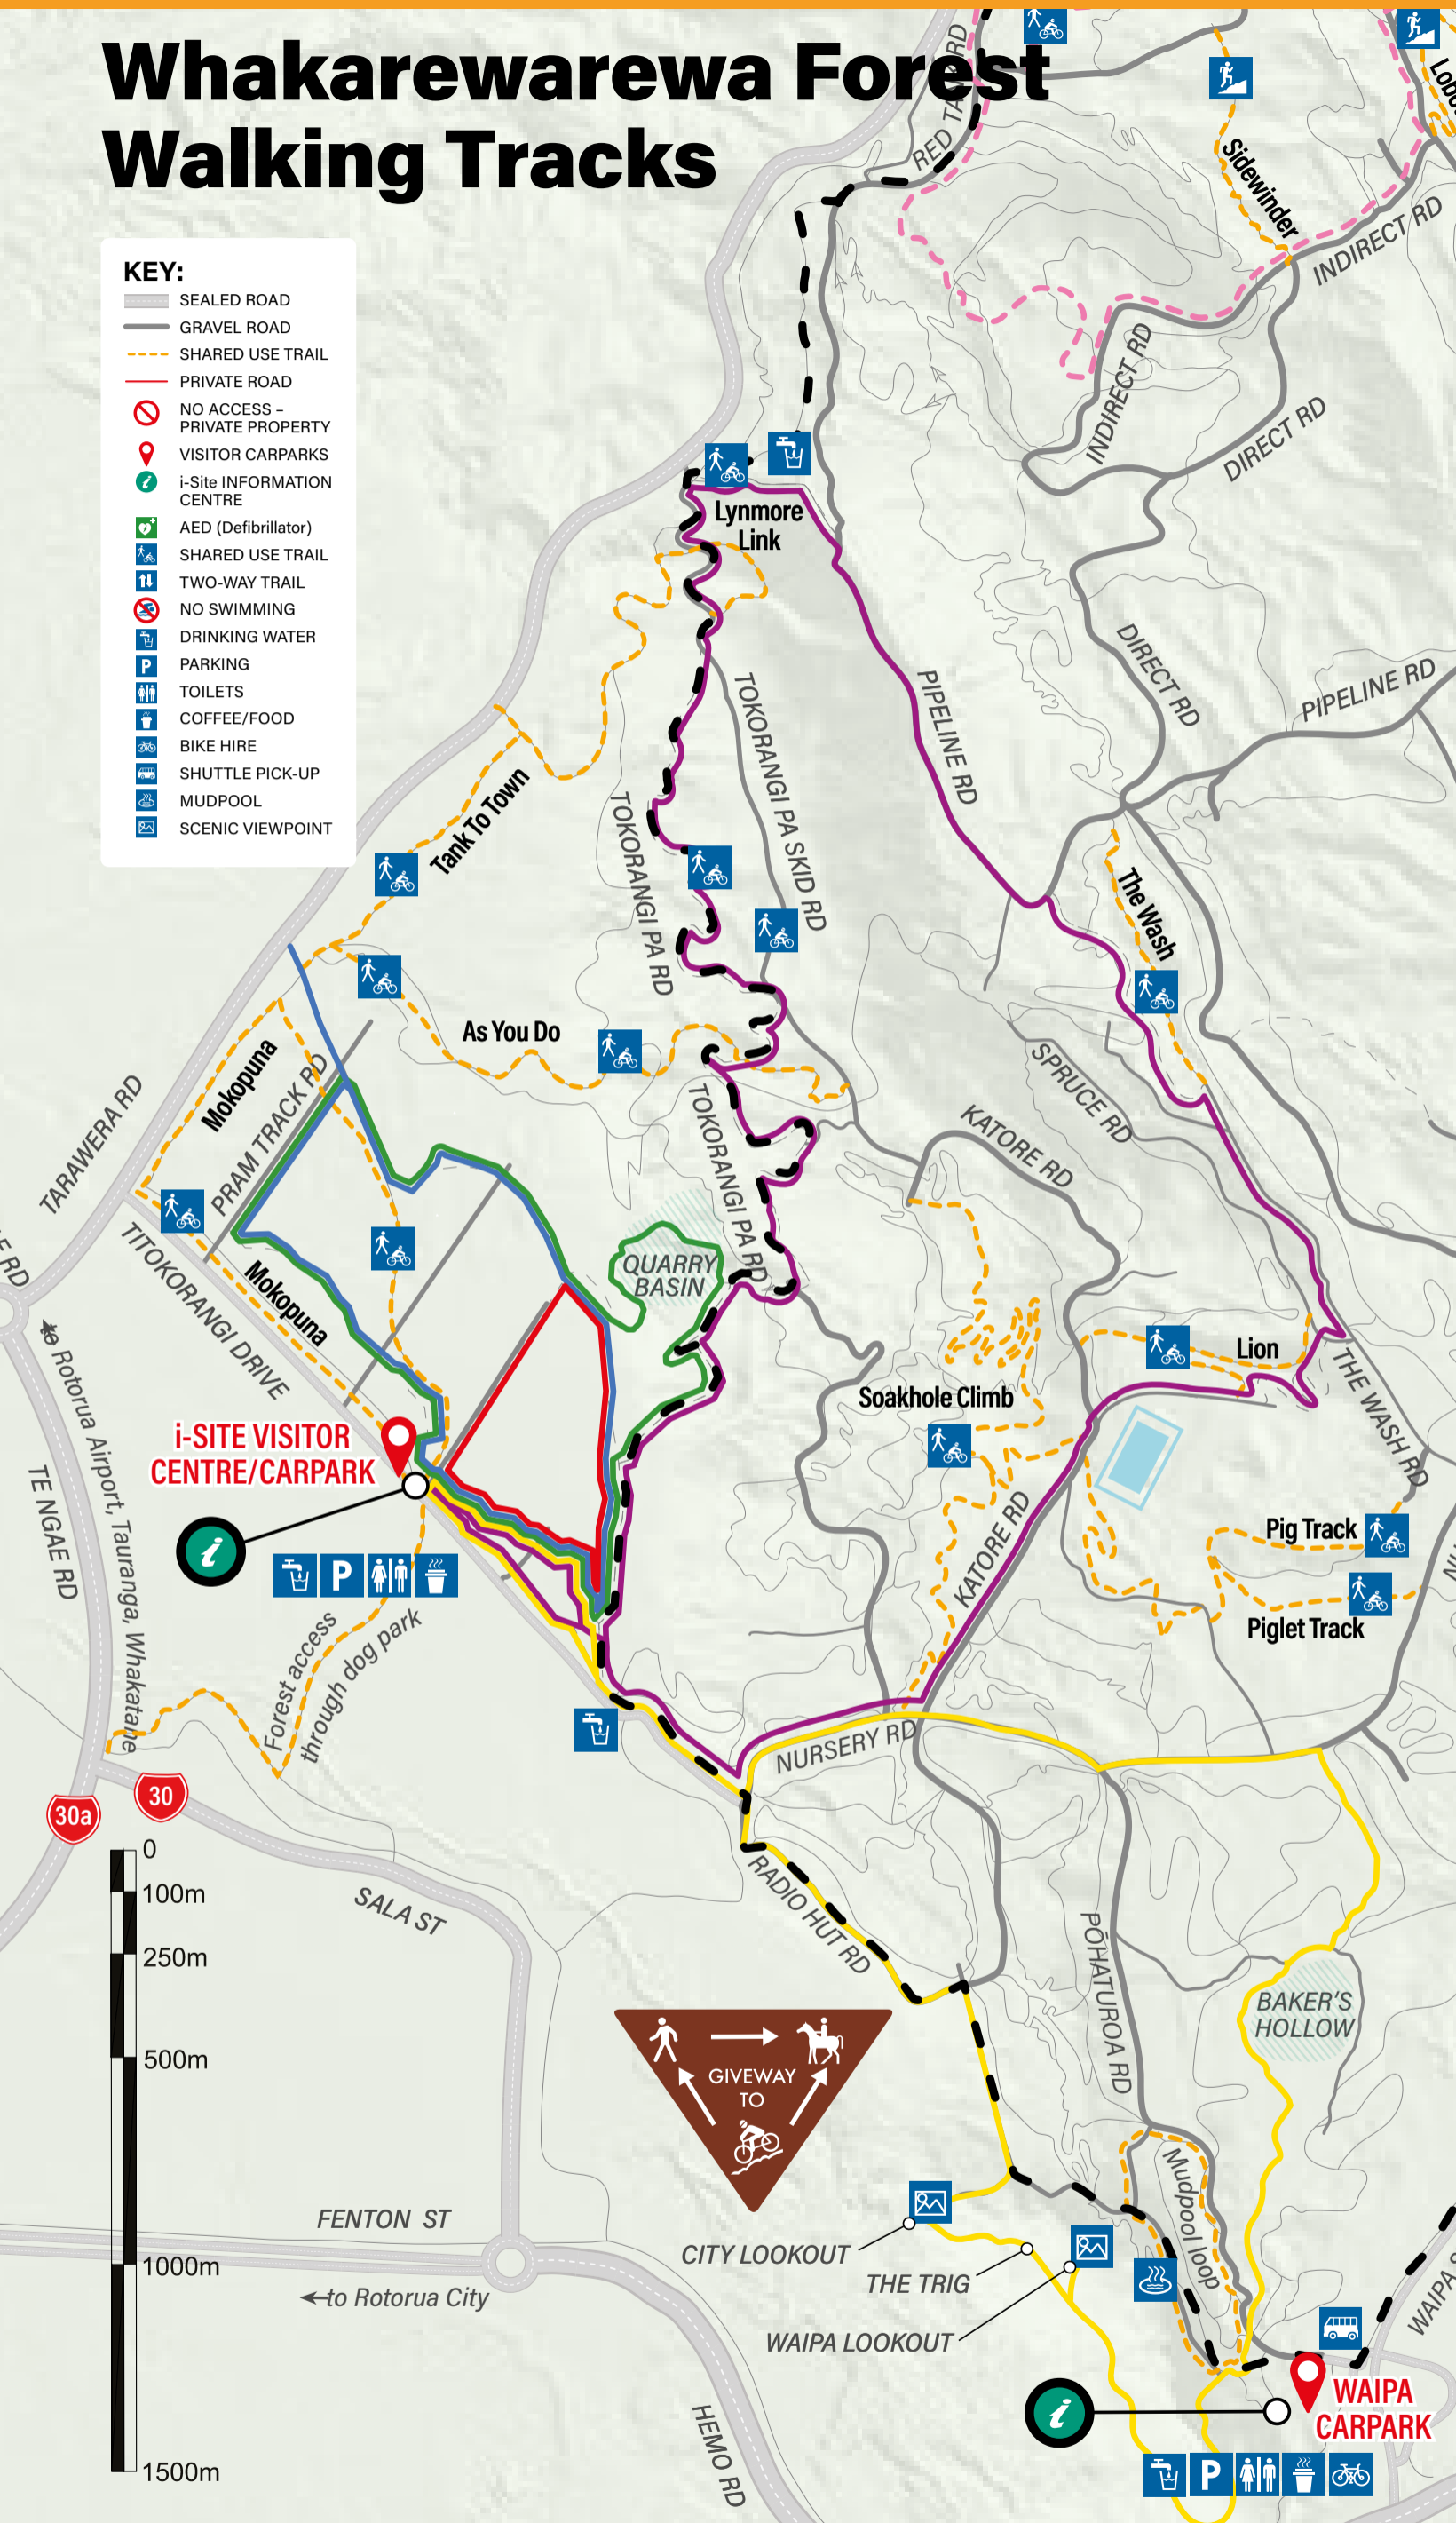 Whakarewarewa Forest
Walking Tracks
KEY:
SEALED ROAD
GRAVEL ROAD
SHARED USE TRAIL
PRIVATE ROAD
NO ACCESS –
PRIVATE PROPERTY
VISITOR CARPARKS
i-Site INFORMATION
CENTRE
AED (Defibrillator)
SHARED USE TRAIL
TWO-WAY TRAIL
NO SWIMMING
DRINKING WATER
P PARKING
TOILETS
COFFEE/FOOD
BIKE HIRE
SHUTTLE PICK-UP
MUDPOOL
SCENIC VIEWPOINT
RED TANK RD
Sidewinder
INDIRECT RD
INDIRECT RD
DIRECT RD
Lynmore
Link
DIRECT RD
PIPELINE RD
PIPELINE RD
TOKORANGI PA SKID RD
TOKORANGI PA RD
Tank To Town
The Wash
As You Do
Mokopuna
PRAM TRACK RD
TARAWERA RD
SPRUCE RD
KATORE RD
TOKORANGI PA RD
E RD
TITOKORANGI DRIVE
Mokopuna
QUARRY
BASIN
to Rotorua Airport, Tauranga, Whakatane
Lion
THE WASH RD
Soakhole Climb
i-SITE VISITOR
CENTRE/CARPARK
TE NGAE RD
i
P
KATORE RD
Pig Track
Piglet Track
Forest access
through dog park
NURSERY RD
30
30a
0
100m
250m
500m
1000m
1500m
SALA ST
RADIO HUT RD
PŌHATUROA RD
BAKER'S
HOLLOW
GIVEWAY
TO
Mudpool loop
FENTON ST
to Rotorua City
CITY LOOKOUT
THE TRIG
WAIPA LOOKOUT
WAIPA
HEMO RD
i
WAIPA
CARPARK
P